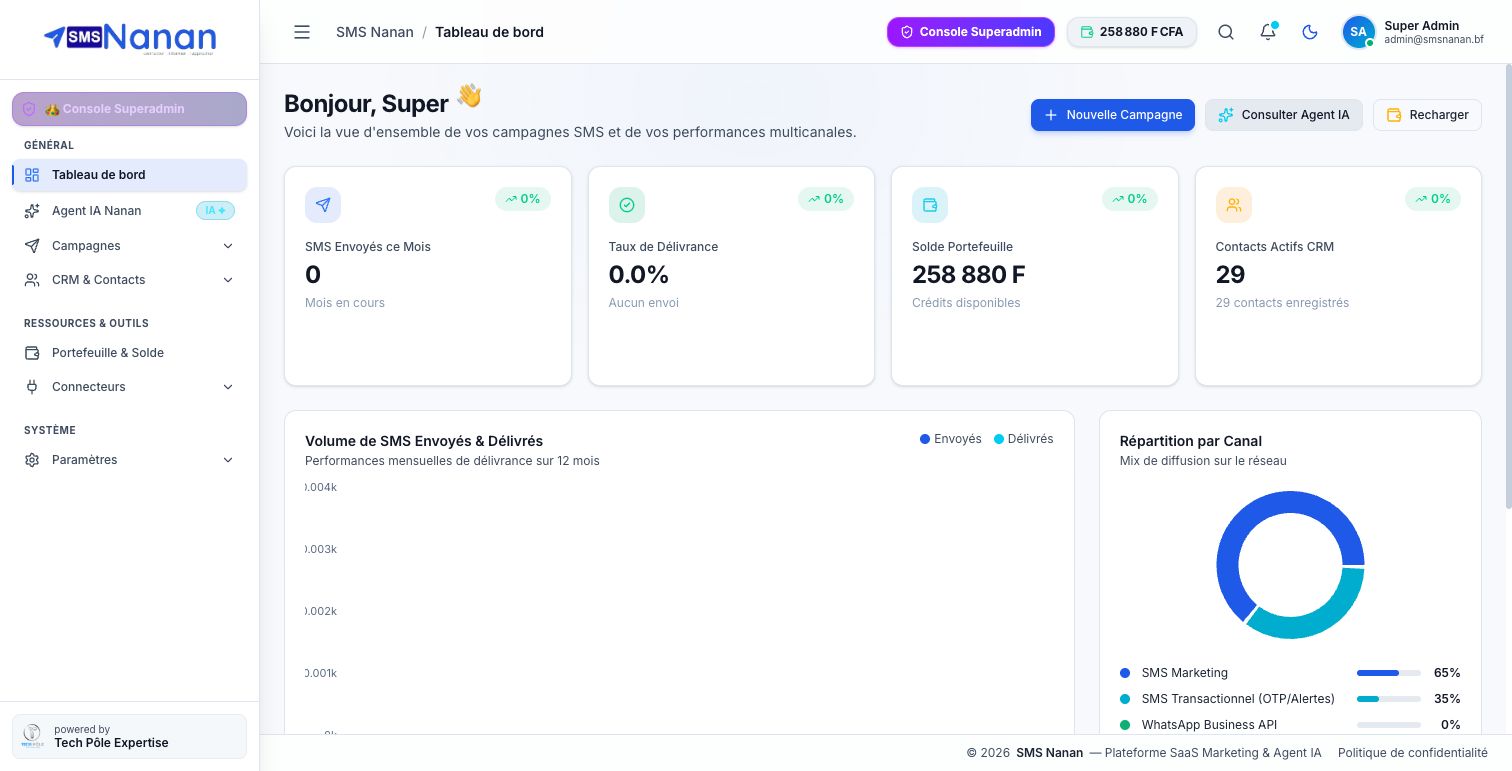 SMS Nanan
SMS Nanan / Tableau de bord
Console Superadmin
258 880 F CFA
SA
Super Admin
admin@smsnanan.bf
Console Superadmin
GÉNÉRAL
Tableau de bord
Agent IA Nanan
IA
Campagnes
CRM & Contacts
RESSOURCES & OUTILS
Portefeuille & Solde
Connecteurs
SYSTÈME
Paramètres
powered by
Tech Pôle Expertise
Bonjour, Super 👋
Voici la vue d'ensemble de vos campagnes SMS et de vos performances multicanales.
Nouvelle Campagne
Consulter Agent IA
Recharger
0%
SMS Envoyés ce Mois
0
Mois en cours
0%
Taux de Délivrance
0.0%
Aucun envoi
0%
Solde Portefeuille
258 880 F
Crédits disponibles
0%
Contacts Actifs CRM
29
29 contacts enregistrés
Volume de SMS Envoyés & Délivrés
Performances mensuelles de délivrance sur 12 mois
Envoyés
Délivrés
0.004k
0.003k
0.002k
0.001k
Répartition par Canal
Mix de diffusion sur le réseau
SMS Marketing 65%
SMS Transactionnel (OTP/Alertes) 35%
WhatsApp Business API 0%
© 2026 SMS Nanan — Plateforme SaaS Marketing & Agent IA
Politique de confidentialité